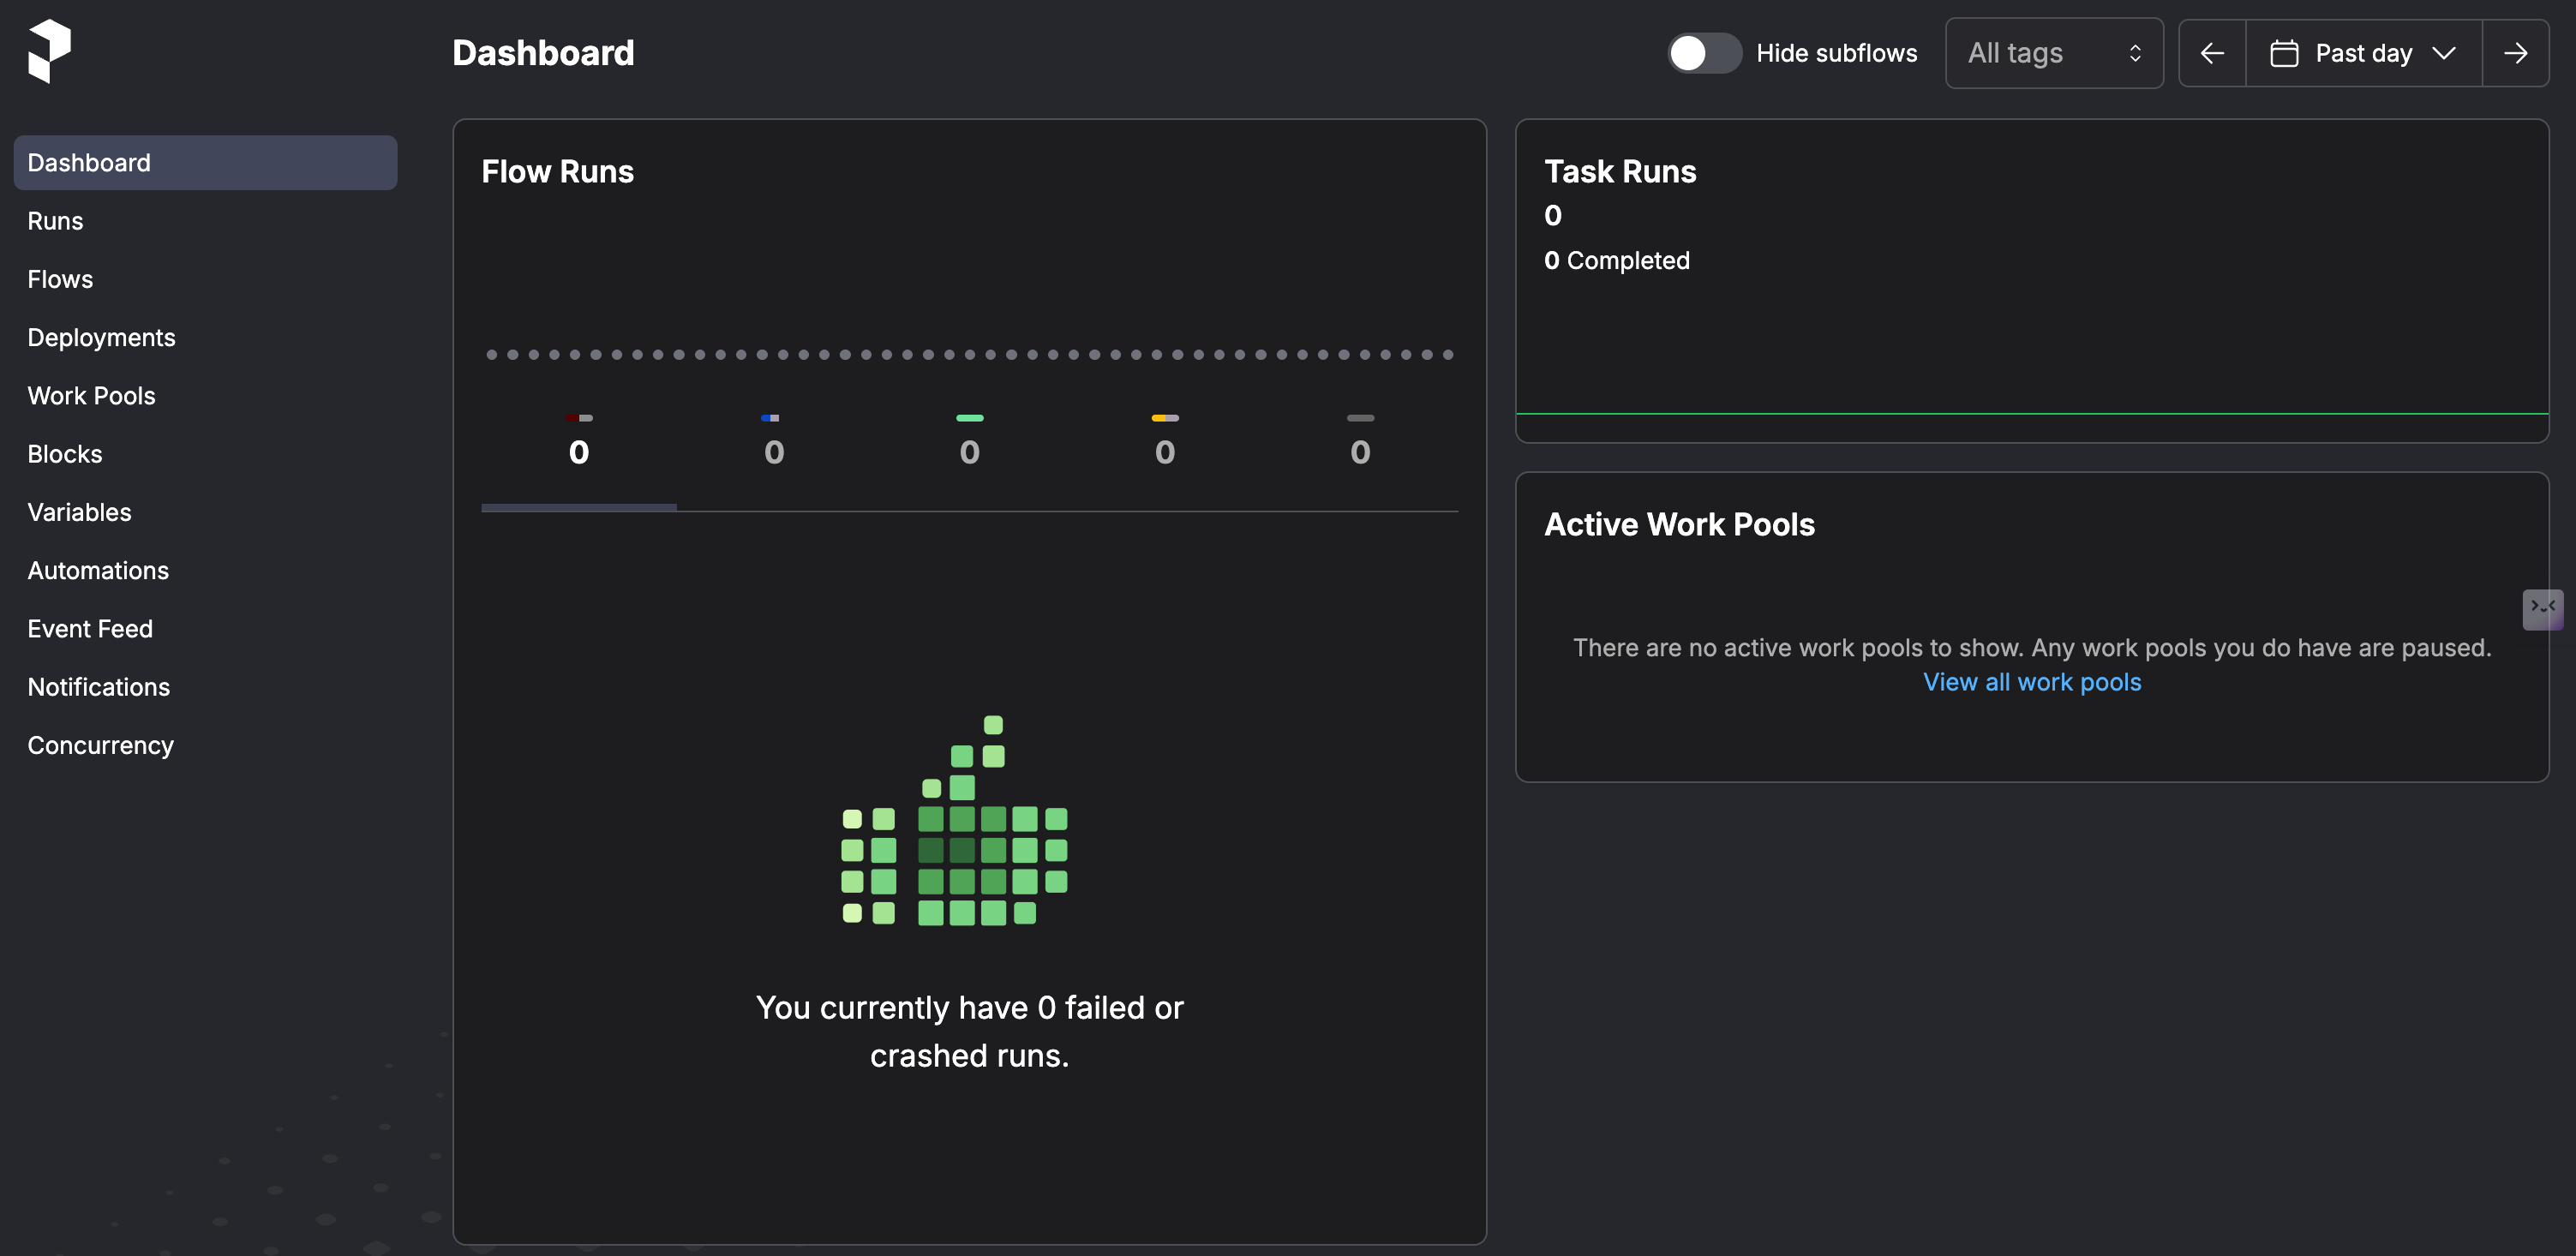 Dashboard
Hide subflows
All tags
Past day
Dashboard
Runs
Flows
Deployments
Work Pools
Blocks
Variables
Automations
Event Feed
Notifications
Concurrency
Flow Runs
0 0 0 0 0
You currently have 0 failed or
crashed runs.
Task Runs
0
0 Completed
Active Work Pools
There are no active work pools to show. Any work pools you do have are paused.
View all work pools